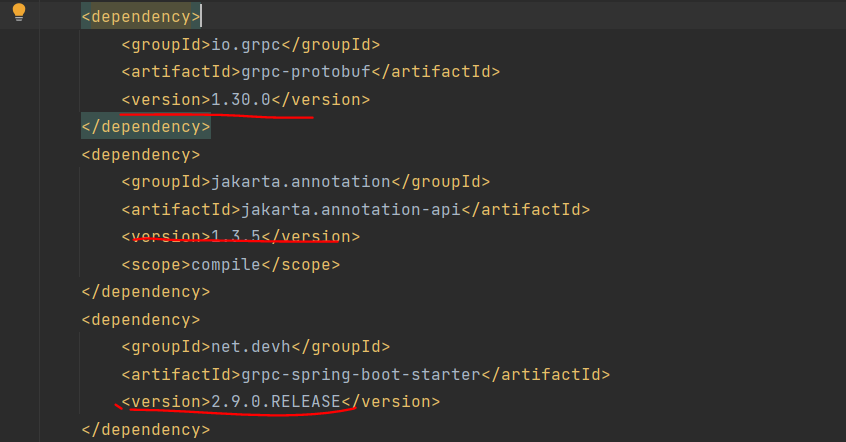 <dependency>
<groupId>io.grpc</groupId>
<artifactId>grpc-protobuf</artifactId>
<version>1.30.0</version>
</dependency>
<dependency>
<groupId>jakarta.annotation</groupId>
<artifactId>jakarta.annotation-api</artifactId>
<version>1.3.5</version>
<scope>compile</scope>
</dependency>
<dependency>
<groupId>net.devh</groupId>
<artifactId>grpc-spring-boot-starter</artifactId>
<version>2.9.0.RELEASE</version>
</dependency>